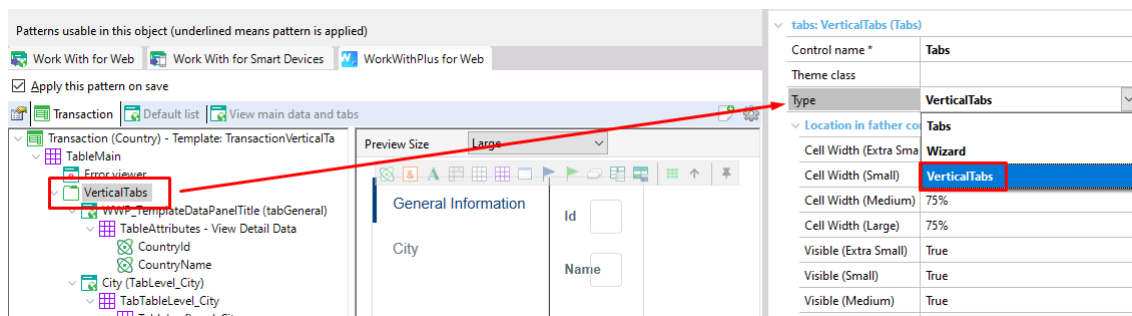 Patterns usable in this object (underlined means pattern is applied)
Work With for Web Work With for Smart Devices WorkWithPlus for Web
Apply this pattern on save
Transaction Default list View main data and tabs
Transaction (Country) - Template: TransactionVerticalTa
TableMain
Error viewer
VerticalTabs
WWP_TemplateDataPanelTitle (tabGeneral)
TableAttributes - View Detail Data
CountryId
CountryName
City (TabLevel_City)
TabTableLevel_City
Preview Size Large
General Information
City
Id
Name
tabs: VerticalTabs (Tabs)
Control name * Tabs
Theme class
Type VerticalTabs
Location in father co
Tabs
Wizard
VerticalTabs
Cell Width (Extra Sma
Cell Width (Small)
Cell Width (Medium) 75%
Cell Width (Large) 75%
Visible (Extra Small) True
Visible (Small) True
Visible (Medium) True